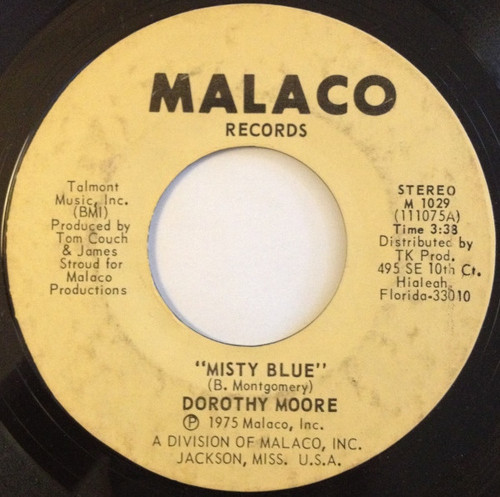 MALACO
RECORDS
Talmont
Music, Inc.
(BMI)
Produced by
Tom Couch
& James
Stroud for
Malaco
Productions
STEREO
M 1029
(111075A)
Time 3:38
Distributed by
TK Prod.
495 SE 10th Ct.
Hialeah,
Florida-33010
"MISTY BLUE"
(B. Montgomery)
DOROTHY MOORE
Ⓟ 1975 Malaco, Inc.
A DIVISION OF MALACO, INC.
JACKSON, MISS. U.S.A.